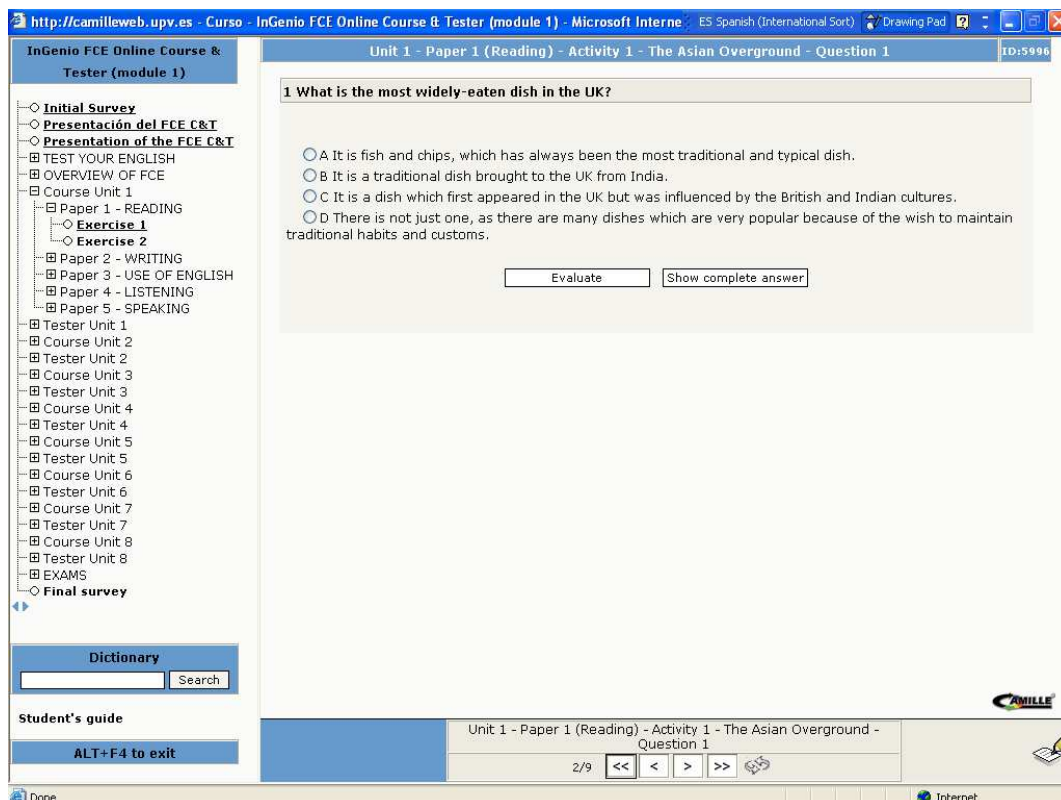 http://camilleweb.upv.es - Curso - InGenio FCE Online Course & Tester (module 1) - Microsoft Interne
ES Spanish (International Sort)
Drawing Pad
InGenio FCE Online Course &
Tester (module 1)
Unit 1 - Paper 1 (Reading) - Activity 1 - The Asian Overground - Question 1
ID:5996
Initial Survey
Presentación del FCE C&T
Presentation of the FCE C&T
TEST YOUR ENGLISH
OVERVIEW OF FCE
Course Unit 1
Paper 1 - READING
Exercise 1
Exercise 2
Paper 2 - WRITING
Paper 3 - USE OF ENGLISH
Paper 4 - LISTENING
Paper 5 - SPEAKING
Tester Unit 1
Course Unit 2
Tester Unit 2
Course Unit 3
Tester Unit 3
Course Unit 4
Tester Unit 4
Course Unit 5
Tester Unit 5
Course Unit 6
Tester Unit 6
Course Unit 7
Tester Unit 7
Course Unit 8
Tester Unit 8
EXAMS
Final survey
Dictionary
Search
Student's guide
ALT+F4 to exit
1 What is the most widely-eaten dish in the UK?
A It is fish and chips, which has always been the most traditional and typical dish.
B It is a traditional dish brought to the UK from India.
C It is a dish which first appeared in the UK but was influenced by the British and Indian cultures.
D There is not just one, as there are many dishes which are very popular because of the wish to maintain
traditional habits and customs.
Evaluate
Show complete answer
CAMILLE
Unit 1 - Paper 1 (Reading) - Activity 1 - The Asian Overground -
Question 1
2/9 << < > >>
Done
Internet